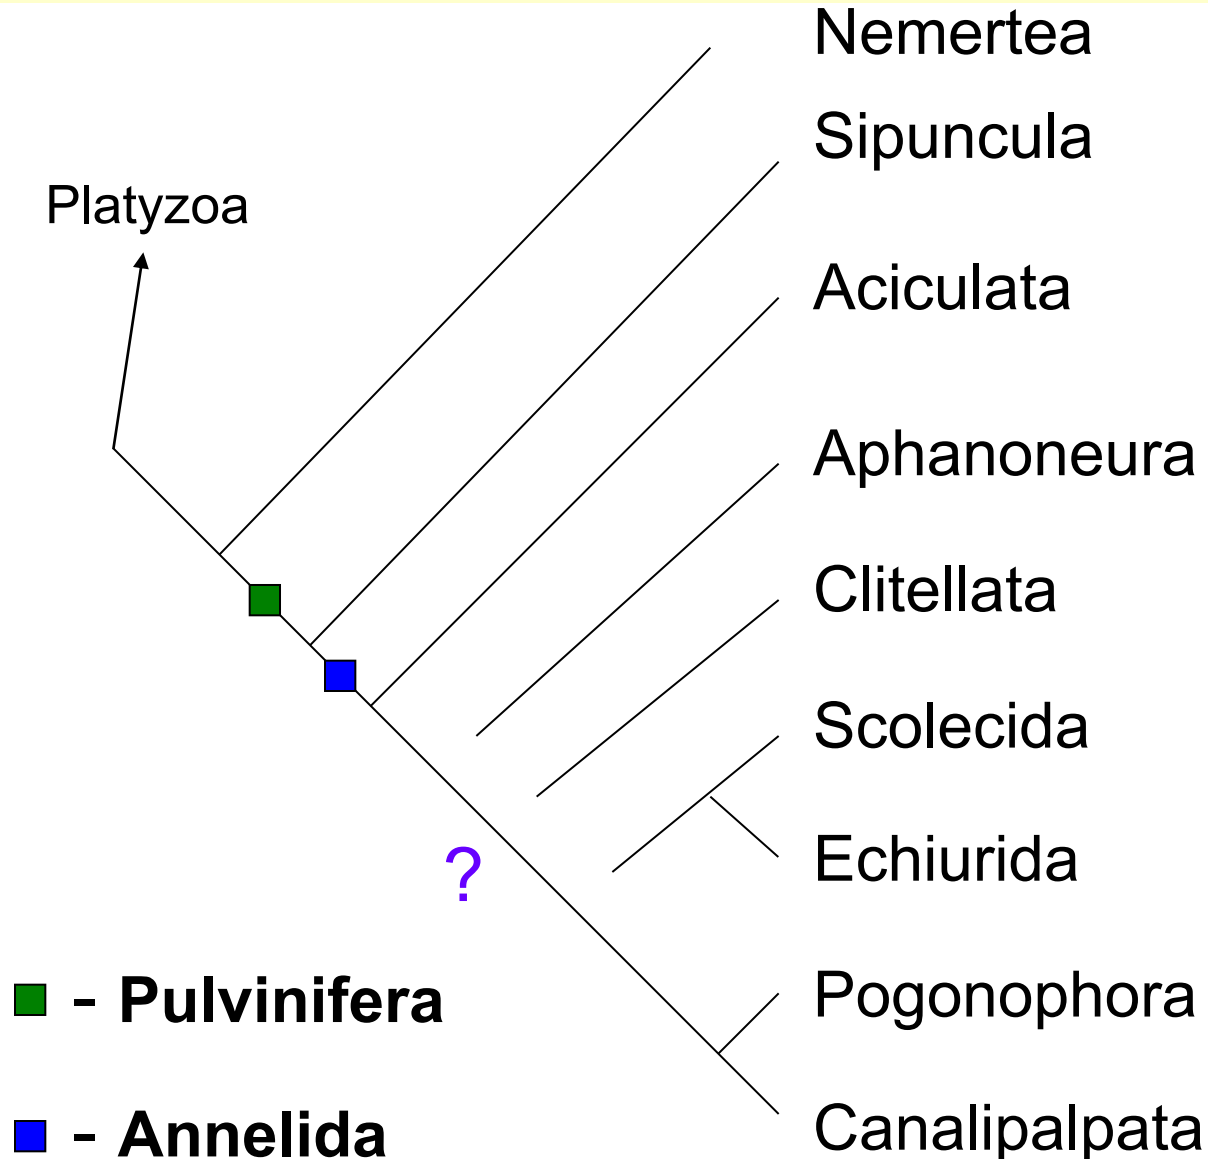 Nemertea
Sipuncula
Platyzoa
Aciculata
Aphanoneura
Clitellata
Scolecida
Echiurida
?
Pogonophora
- Pulvinifera
Canalipalpata
- Annelida